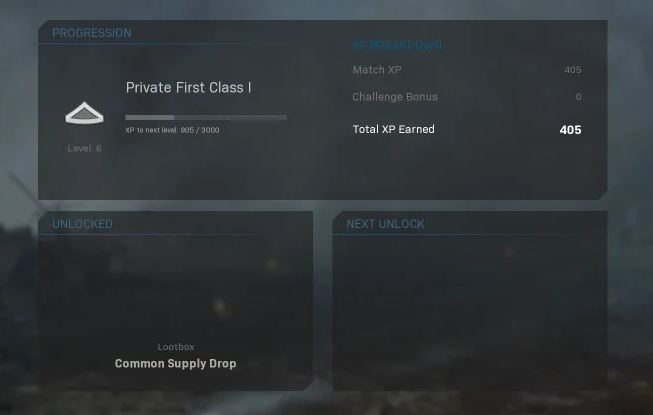 PROGRESSION
XP BREAKDOWN
Match XP 405
Private First Class I
Challenge Bonus 0
XP to next level: 905 / 3000
Total XP Earned 405
Level: 6
UNLOCKED
NEXT UNLOCK
Lootbox
Common Supply Drop